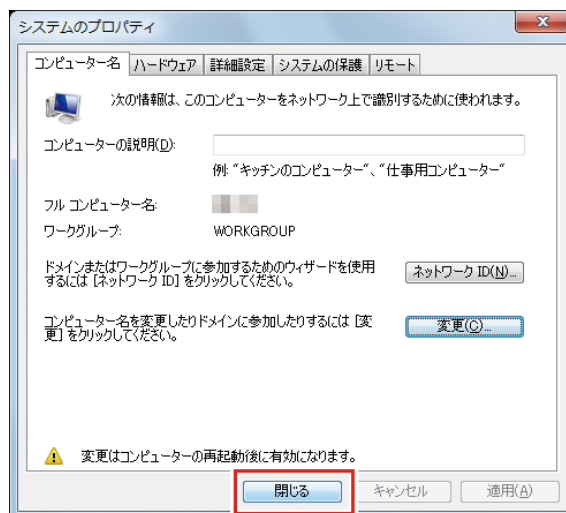 システムのプロパティ
コンピューター名 ハードウェア 詳細設定 システムの保護 リモート
次の情報は、このコンピューターをネットワーク上で識別するために使われます。
コンピューターの説明(D):
例: "キッチンのコンピューター"、"仕事用コンピューター"
フル コンピューター名:
ワークグループ: WORKGROUP
ドメインまたはワークグループに参加するためのウィザードを使用
するには [ネットワーク ID] をクリックしてください。
ネットワーク ID(N)...
コンピューター名を変更したりドメインに参加したりするには [変
更] をクリックしてください。
変更(C)...
変更はコンピューターの再起動後に有効になります。
閉じる キャンセル 適用(A)